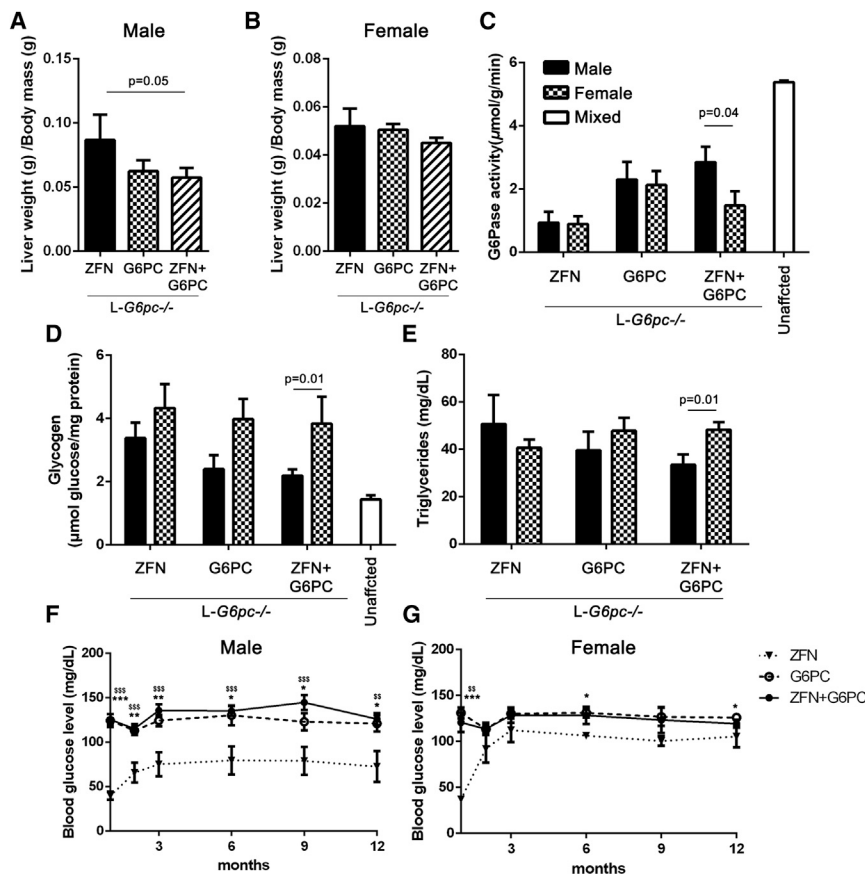 A
Male
Liver weight (g) /Body mass (g)
0.15
0.10
0.05
0.00
p=0.05
ZFN
G6PC
ZFN+
G6PC
L-G6pc-/-
B
Female
Liver weight (g) /Body mass (g)
0.08
0.06
0.04
0.02
0.00
ZFN
G6PC
ZFN+
G6PC
L-G6pc-/-
C
G6Pase activity(µmol/g/min)
6
4
2
0
Male
Female
Mixed
p=0.04
ZFN
G6PC
ZFN+
G6PC
L-G6pc-/-
Unaffcted
D
Glycogen
(µmol glucose/mg protein)
6
4
2
0
p=0.01
ZFN
G6PC
ZFN+
G6PC
L-G6pc-/-
Unaffcted
E
Triglycerides (mg/dL)
80
60
40
20
0
p=0.01
ZFN
G6PC
ZFN+
G6PC
L-G6pc-/-
F
Male
Blood glucose level (mg/dL)
200
150
100
50
0
$$$
***
$$$
**
$$$
**
$$$
*
$$$
*
$$
*
3
6
9
12
months
G
Female
Blood glucose level (mg/dL)
200
150
100
50
0
$$
***
*
*
3
6
9
12
months
ZFN
G6PC
ZFN+G6PC